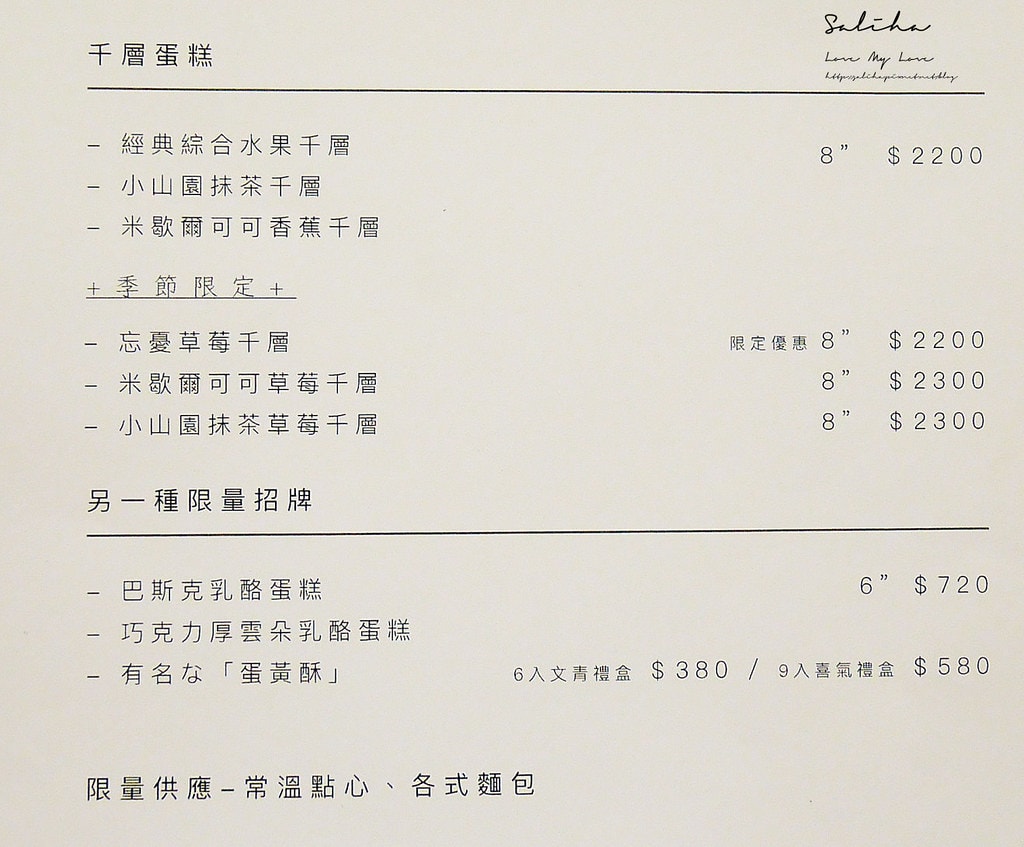 Saliha
Love My Love
千層蛋糕
– 經典綜合水果千層 8” $2200
– 小山園抹茶千層
– 米歇爾可可香蕉千層
+季節限定+
– 忘憂草莓千層 限定優惠 8” $2200
– 米歇爾可可草莓千層 8” $2300
– 小山園抹茶草莓千層 8” $2300
另一種限量招牌
– 巴斯克乳酪蛋糕 6” $720
– 巧克力厚雲朵乳酪蛋糕
– 有名な「蛋黃酥」 6入文青禮盒 $380 / 9入喜氣禮盒 $580
限量供應–常溫點心、各式麵包